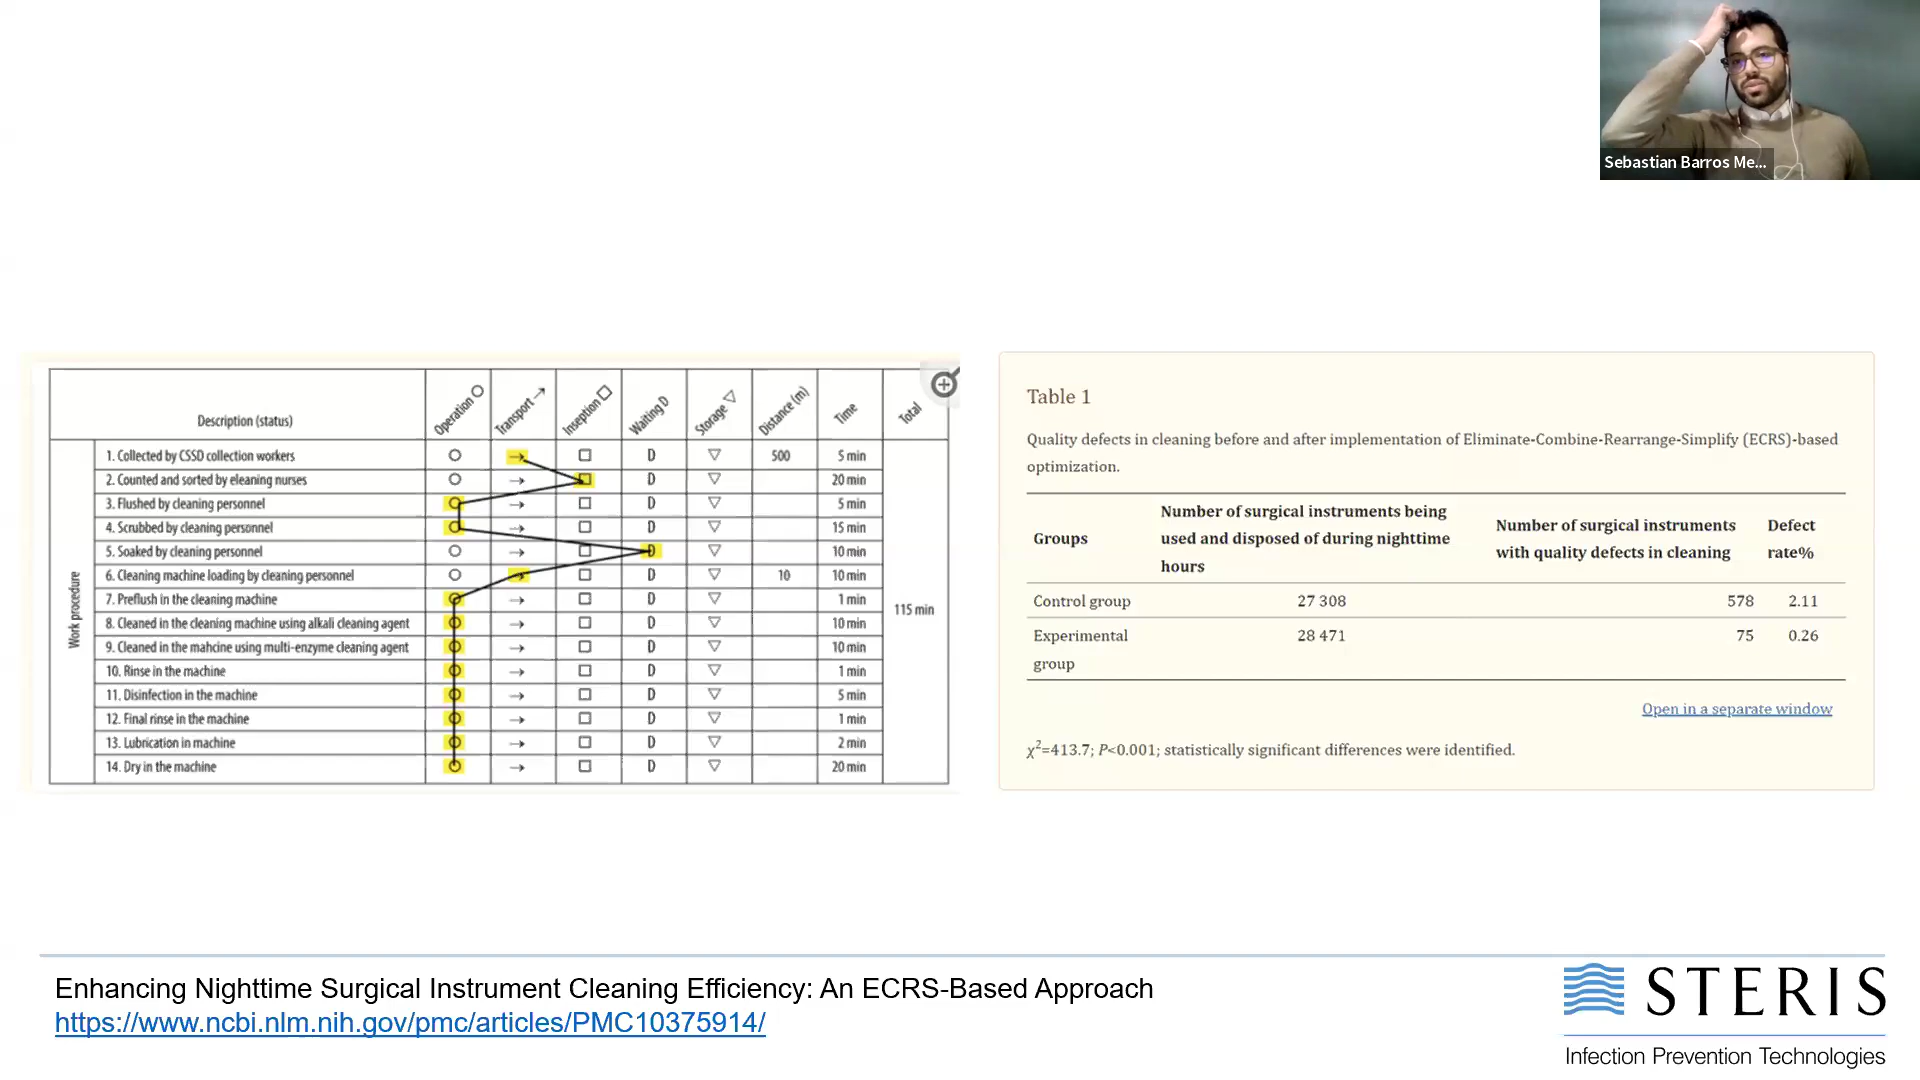 Sebastian Barros Me...
Description (status)
Operation ○
Transport →
Inseption □
Waiting D
Storage ▽
Distance (m)
Time
Total
Work procedure
1. Collected by CSSD collection workers ○ → □ D ▽ 500 5 min
2. Counted and sorted by eleaning nurses ○ → □ D ▽ 20 min
3. Flushed by cleaning personnel ○ → □ D ▽ 5 min
4. Scrubbed by cleaning personnel ○ → □ D ▽ 15 min
5. Soaked by cleaning personnel ○ → □ D ▽ 10 min
6. Cleaning machine loading by cleaning personnel ○ → □ D ▽ 10 10 min
7. Preflush in the cleaning machine ○ → □ D ▽ 1 min
8. Cleaned in the cleaning machine using alkali cleaning agent ○ → □ D ▽ 10 min
9. Cleaned in the mahcine using multi-enzyme cleaning agent ○ → □ D ▽ 10 min
10. Rinse in the machine ○ → □ D ▽ 1 min
11. Disinfection in the machine ○ → □ D ▽ 5 min
12. Final rinse in the machine ○ → □ D ▽ 1 min
13. Lubrication in machine ○ → □ D ▽ 2 min
14. Dry in the machine ○ → □ D ▽ 20 min
115 min
Table 1
Quality defects in cleaning before and after implementation of Eliminate-Combine-Rearrange-Simplify (ECRS)-based
optimization.
Groups
Number of surgical instruments being
used and disposed of during nighttime
hours
Number of surgical instruments
with quality defects in cleaning
Defect
rate%
Control group 27 308 578 2.11
Experimental 28 471 75 0.26
group
Open in a separate window
χ²=413.7; P<0.001; statistically significant differences were identified.
Enhancing Nighttime Surgical Instrument Cleaning Efficiency: An ECRS-Based Approach
https://www.ncbi.nlm.nih.gov/pmc/articles/PMC10375914/
STERIS
Infection Prevention Technologies